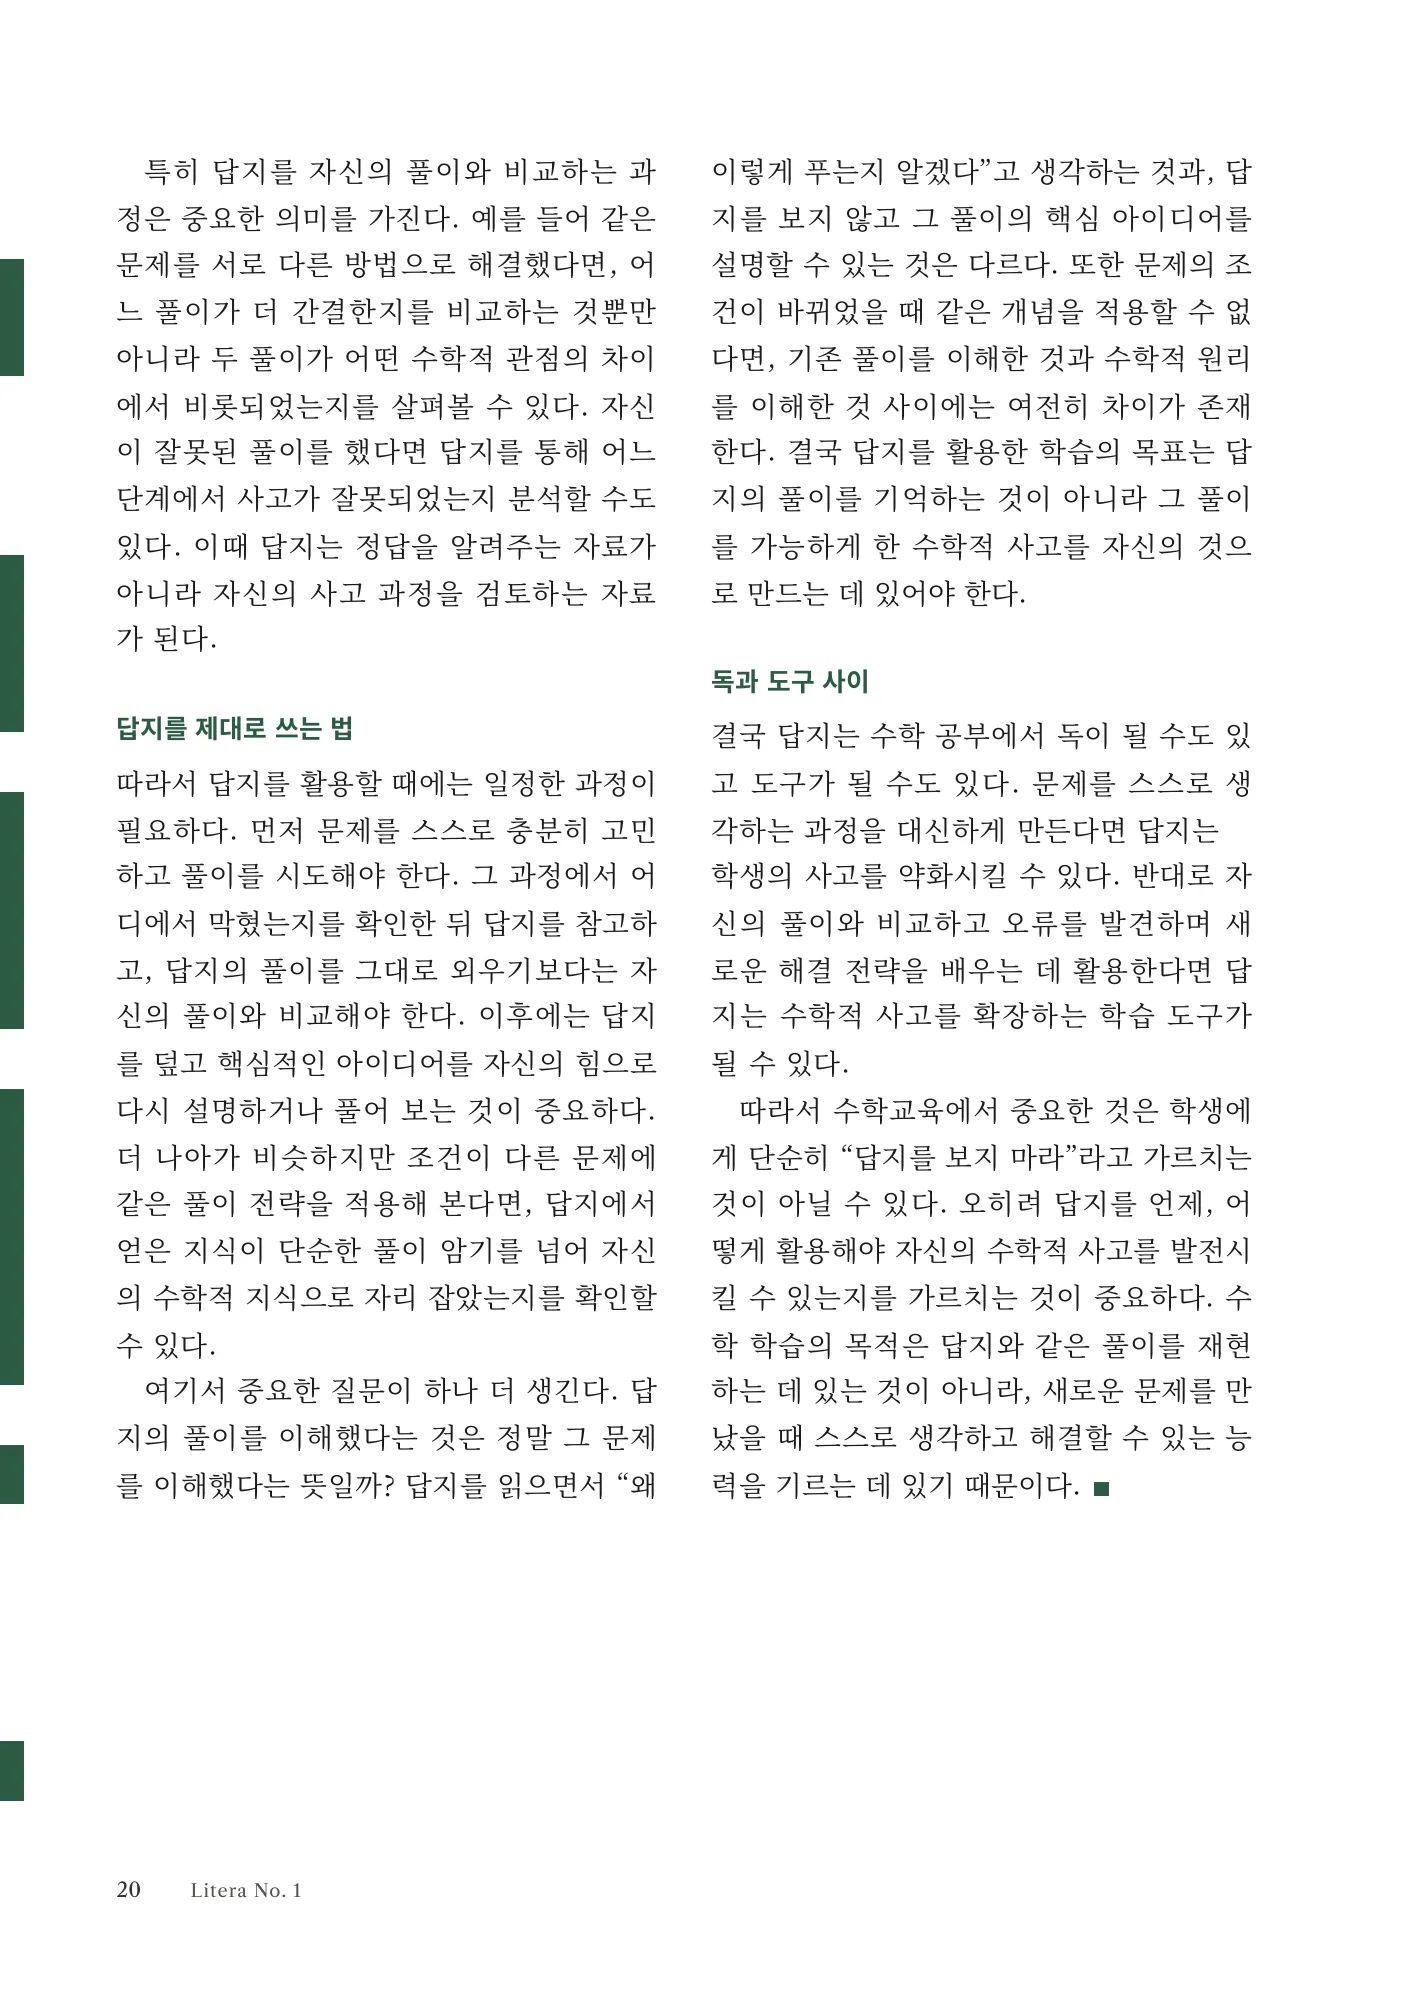 특히 답지를 자신의 풀이와 비교하는 과
정은 중요한 의미를 가진다. 예를 들어 같은
문제를 서로 다른 방법으로 해결했다면, 어
느 풀이가 더 간결한지를 비교하는 것뿐만
아니라 두 풀이가 어떤 수학적 관점의 차이
에서 비롯되었는지를 살펴볼 수 있다. 자신
이 잘못된 풀이를 했다면 답지를 통해 어느
단계에서 사고가 잘못되었는지 분석할 수도
있다. 이때 답지는 정답을 알려주는 자료가
아니라 자신의 사고 과정을 검토하는 자료
가 된다.
답지를 제대로 쓰는 법
따라서 답지를 활용할 때에는 일정한 과정이
필요하다. 먼저 문제를 스스로 충분히 고민
하고 풀이를 시도해야 한다. 그 과정에서 어
디에서 막혔는지를 확인한 뒤 답지를 참고하
고, 답지의 풀이를 그대로 외우기보다는 자
신의 풀이와 비교해야 한다. 이후에는 답지
를 덮고 핵심적인 아이디어를 자신의 힘으로
다시 설명하거나 풀어 보는 것이 중요하다.
더 나아가 비슷하지만 조건이 다른 문제에
같은 풀이 전략을 적용해 본다면, 답지에서
얻은 지식이 단순한 풀이 암기를 넘어 자신
의 수학적 지식으로 자리 잡았는지를 확인할
수 있다.
여기서 중요한 질문이 하나 더 생긴다. 답
지의 풀이를 이해했다는 것은 정말 그 문제
를 이해했다는 뜻일까? 답지를 읽으면서 “왜
이렇게 푸는지 알겠다”고 생각하는 것과, 답
지를 보지 않고 그 풀이의 핵심 아이디어를
설명할 수 있는 것은 다르다. 또한 문제의 조
건이 바뀌었을 때 같은 개념을 적용할 수 없
다면, 기존 풀이를 이해한 것과 수학적 원리
를 이해한 것 사이에는 여전히 차이가 존재
한다. 결국 답지를 활용한 학습의 목표는 답
지의 풀이를 기억하는 것이 아니라 그 풀이
를 가능하게 한 수학적 사고를 자신의 것으
로 만드는 데 있어야 한다.
독과 도구 사이
결국 답지는 수학 공부에서 독이 될 수도 있
고 도구가 될 수도 있다. 문제를 스스로 생
각하는 과정을 대신하게 만든다면 답지는
학생의 사고를 약화시킬 수 있다. 반대로 자
신의 풀이와 비교하고 오류를 발견하며 새
로운 해결 전략을 배우는 데 활용한다면 답
지는 수학적 사고를 확장하는 학습 도구가
될 수 있다.
따라서 수학교육에서 중요한 것은 학생에
게 단순히 “답지를 보지 마라”라고 가르치는
것이 아닐 수 있다. 오히려 답지를 언제, 어
떻게 활용해야 자신의 수학적 사고를 발전시
킬 수 있는지를 가르치는 것이 중요하다. 수
학 학습의 목적은 답지와 같은 풀이를 재현
하는 데 있는 것이 아니라, 새로운 문제를 만
났을 때 스스로 생각하고 해결할 수 있는 능
력을 기르는 데 있기 때문이다. ■
20 Litera No. 1